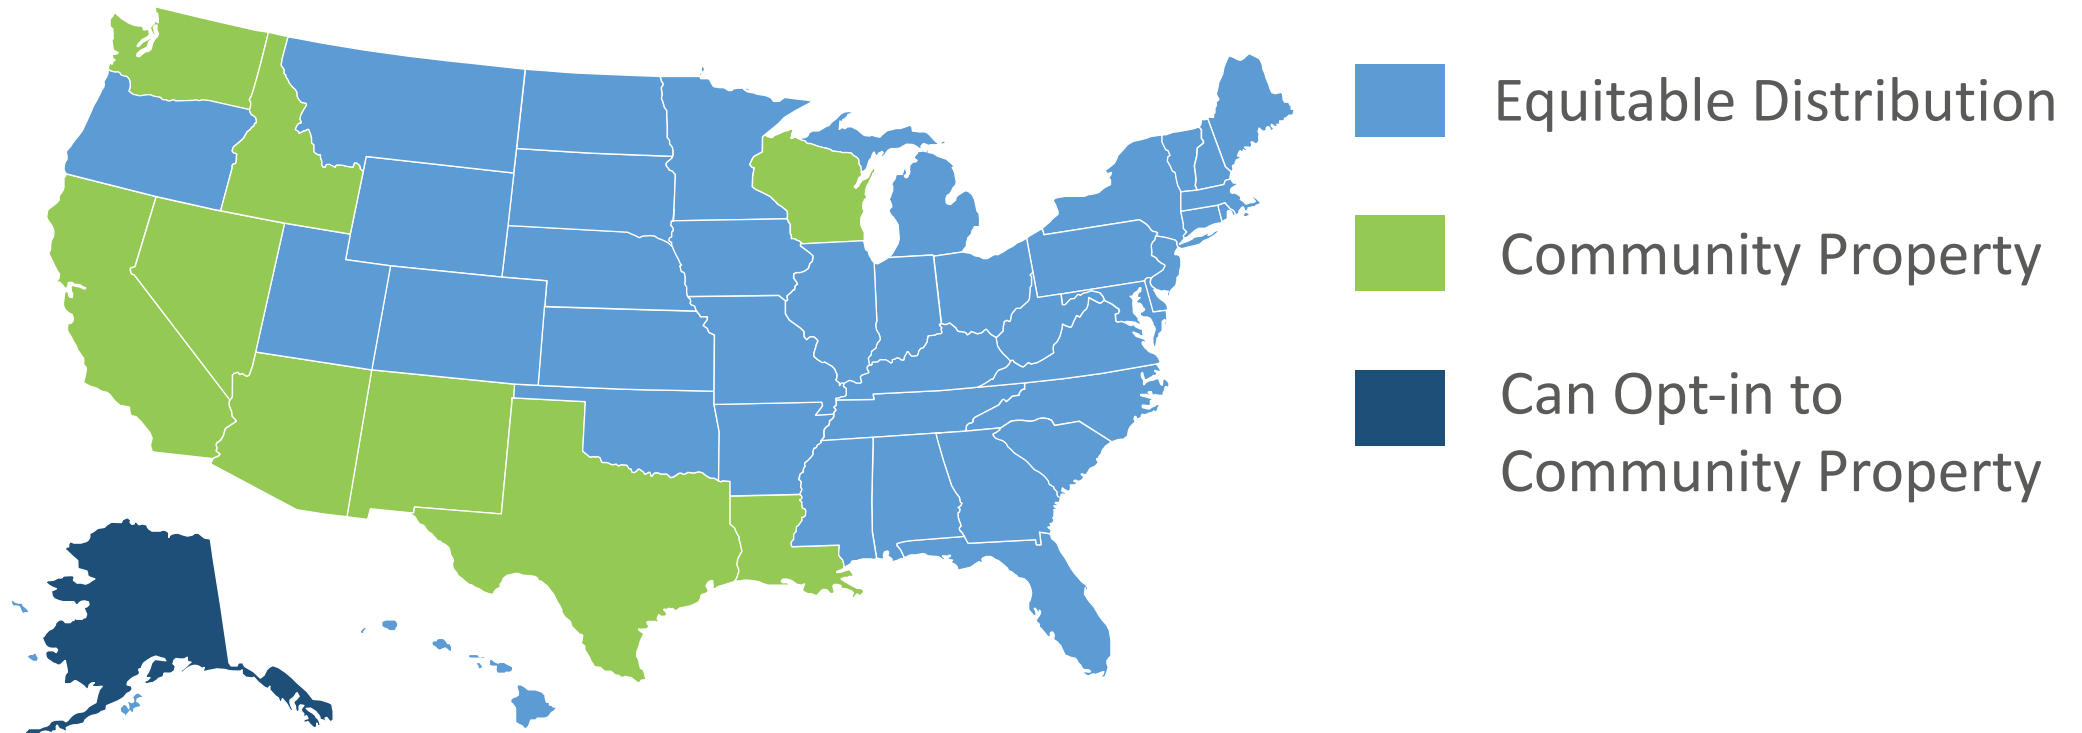 Equitable Distribution
Community Property
Can Opt-in to
Community Property